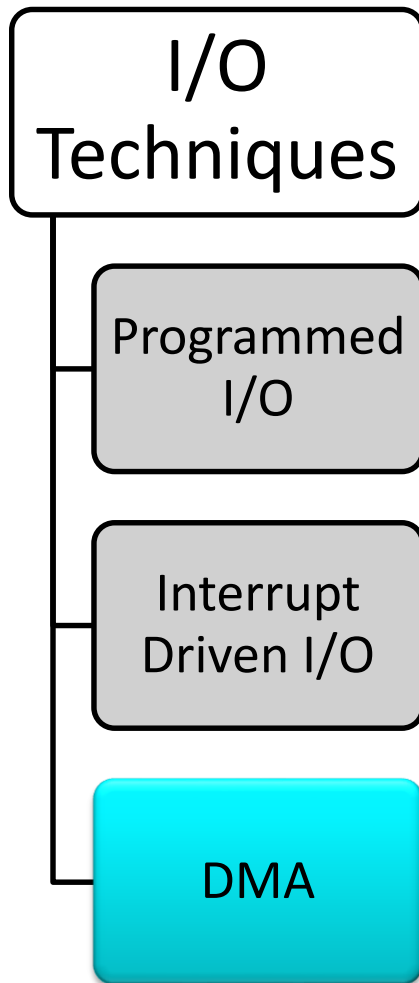 I/O
Techniques
Programmed
I/O
Interrupt
Driven I/O
DMA